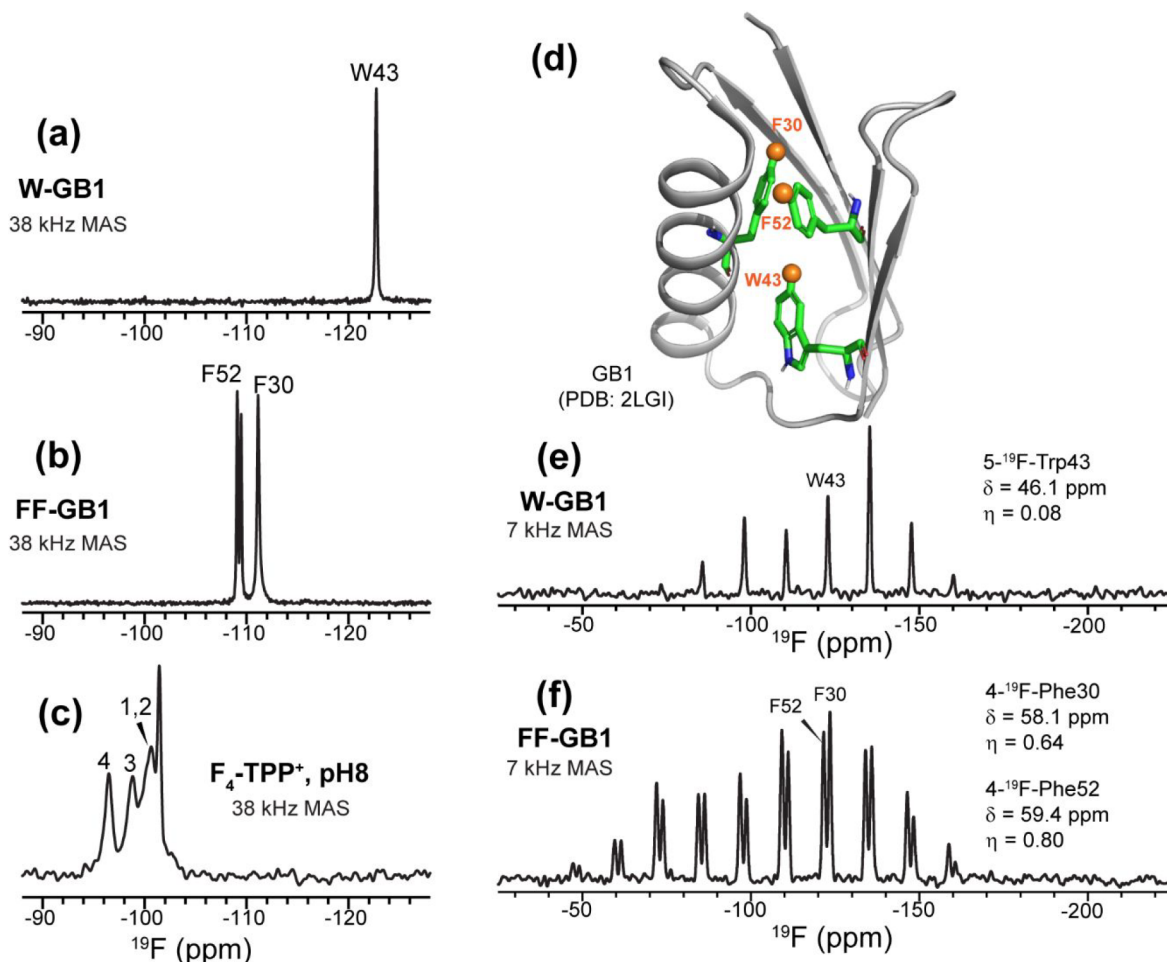 (a)
W-GB1
38 kHz MAS
W43
-90 -100 -110 -120
(b)
FF-GB1
38 kHz MAS
F52 F30
-90 -100 -110 -120
(c)
4 3 1,2
F₄-TPP⁺, pH8
38 kHz MAS
-90 -100 -110 -120
¹⁹F (ppm)
(d)
F30
F52
W43
GB1
(PDB: 2LGI)
(e)
W-GB1
7 kHz MAS
W43
5-¹⁹F-Trp43
δ = 46.1 ppm
η = 0.08
-50 -100 -150 -200
¹⁹F (ppm)
(f)
FF-GB1
7 kHz MAS
F52 F30
4-¹⁹F-Phe30
δ = 58.1 ppm
η = 0.64
4-¹⁹F-Phe52
δ = 59.4 ppm
η = 0.80
-50 -100 -150 -200
¹⁹F (ppm)